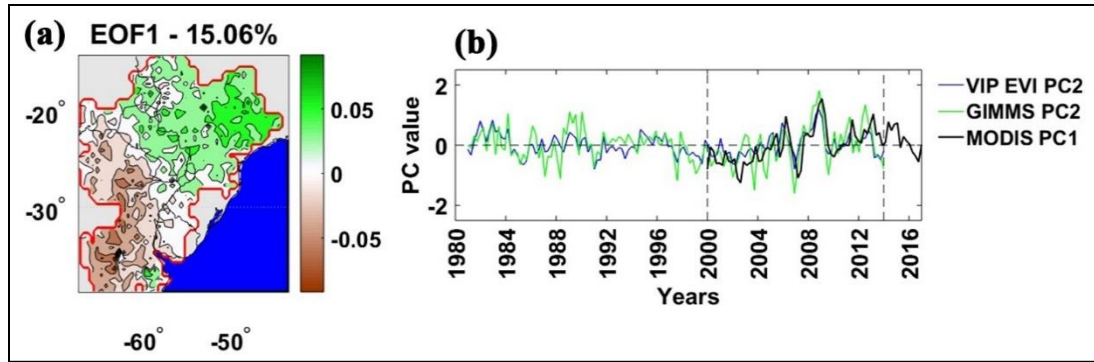 (a) EOF1 - 15.06%
-20°
-30°
-60° -50°
0.05
0
-0.05
(b)
PC value
2
0
-2
1980 1984 1988 1992 1996 2000 2004 2008 2012 2016
Years
VIP EVI PC2
GIMMS PC2
MODIS PC1